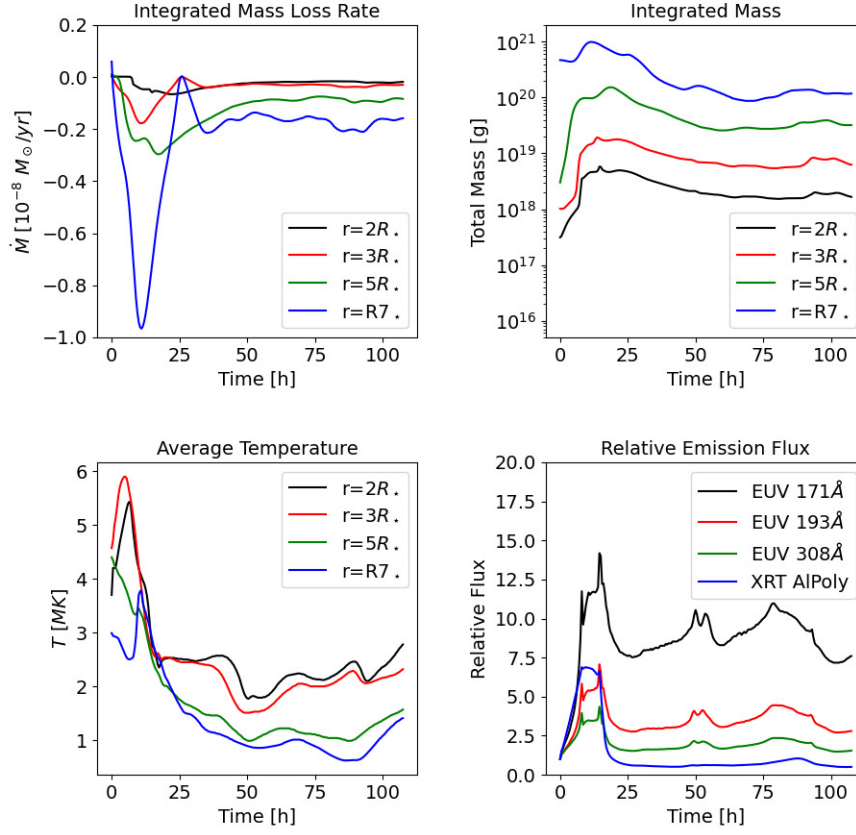 Integrated Mass Loss Rate
0.2
0.0
−0.2
−0.4
−0.6
−0.8
−1.0
Ṁ [10⁻⁸ M⊙/yr]
r=2R⋆
r=3R⋆
r=5R⋆
r=R7⋆
0 25 50 75 100
Time [h]
Integrated Mass
10²¹
10²⁰
10¹⁹
10¹⁸
10¹⁷
10¹⁶
Total Mass [g]
r=2R⋆
r=3R⋆
r=5R⋆
r=R7⋆
0 25 50 75 100
Time [h]
Average Temperature
6
5
4
3
2
1
T [MK]
r=2R⋆
r=3R⋆
r=5R⋆
r=R7⋆
0 25 50 75 100
Time [h]
Relative Emission Flux
20.0
17.5
15.0
12.5
10.0
7.5
5.0
2.5
0.0
Relative Flux
EUV 171Å
EUV 193Å
EUV 308Å
XRT AlPoly
0 25 50 75 100
Time [h]